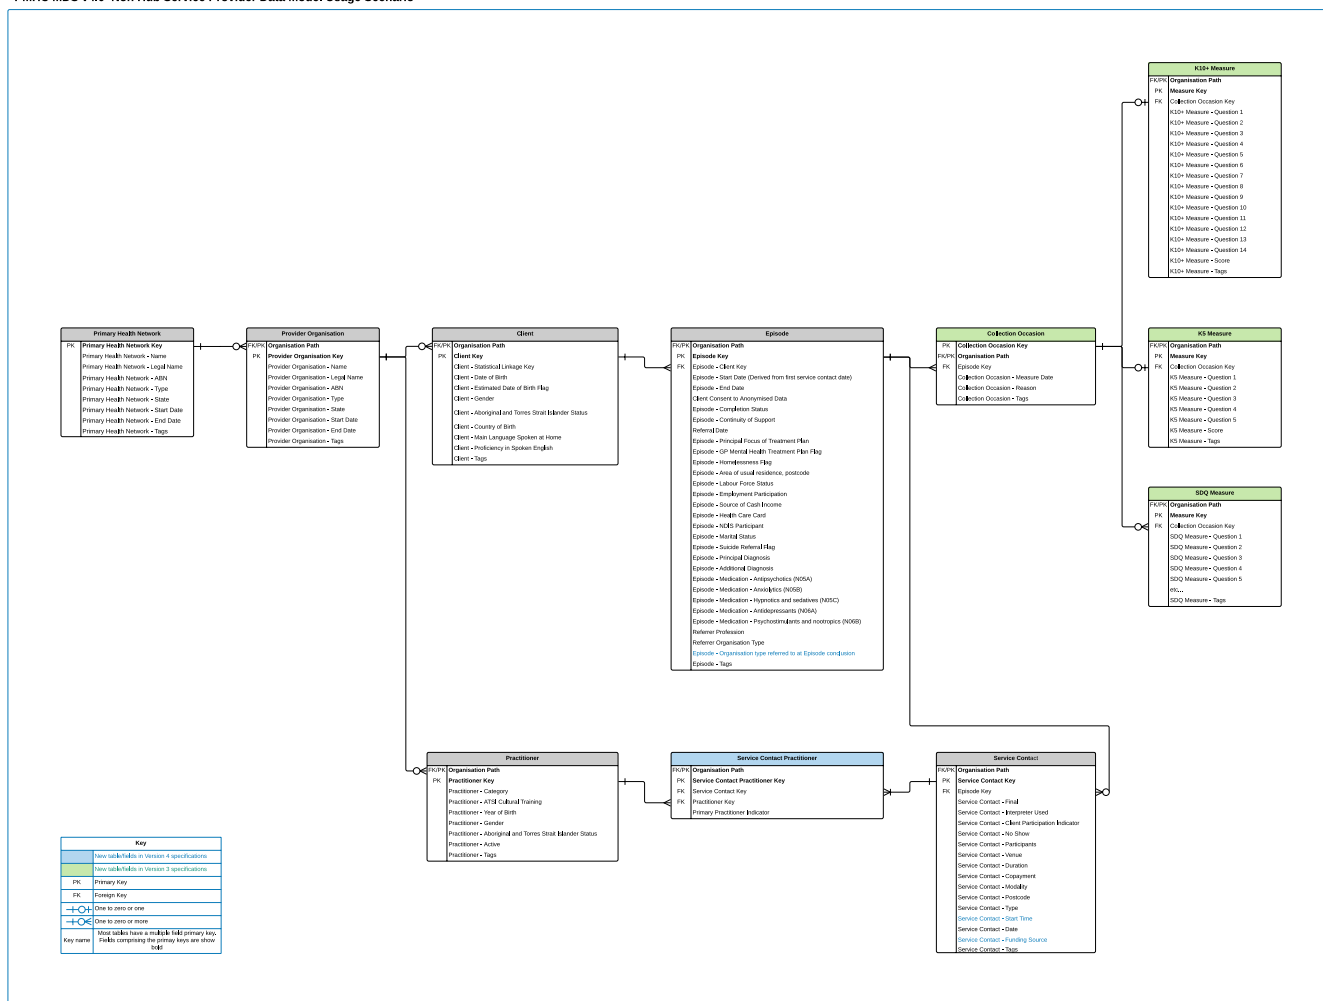 K10+ Measure
FK/PK Organisation Path
PK Measure Key
FK Collection Occasion Key
K10+ Measure - Question 1
K10+ Measure - Question 2
K10+ Measure - Question 3
K10+ Measure - Question 4
K10+ Measure - Question 5
K10+ Measure - Question 6
K10+ Measure - Question 7
K10+ Measure - Question 8
K10+ Measure - Question 9
K10+ Measure - Question 10
K10+ Measure - Question 11
K10+ Measure - Question 12
K10+ Measure - Question 13
K10+ Measure - Question 14
K10+ Measure - Score
K10+ Measure - Tags
Primary Health Network
PK Primary Health Network Key
Primary Health Network - Name
Primary Health Network - Legal Name
Primary Health Network - ABN
Primary Health Network - Type
Primary Health Network - State
Primary Health Network - Start Date
Primary Health Network - End Date
Primary Health Network - Tags
Provider Organisation
FK/PK Organisation Path
PK Provider Organisation Key
Provider Organisation - Name
Provider Organisation - Legal Name
Provider Organisation - ABN
Provider Organisation - Type
Provider Organisation - State
Provider Organisation - Start Date
Provider Organisation - End Date
Provider Organisation - Tags
Client
FK/PK Organisation Path
PK Client Key
Client - Statistical Linkage Key
Client - Date of Birth
Client - Estimated Date of Birth Flag
Client - Gender
Client - Aboriginal and Torres Strait Islander Status
Client - Country of Birth
Client - Main Language Spoken at Home
Client - Proficiency in Spoken English
Client - Tags
Episode
FK/PK Organisation Path
PK Episode Key
FK Episode - Client Key
Episode - Start Date (Derived from first service contact date)
Episode - End Date
Client Consent to Anonymised Data
Episode - Completion Status
Episode - Continuity of Support
Referral Date
Episode - Principal Focus of Treatment Plan
Episode - GP Mental Health Treatment Plan Flag
Episode - Homelessness Flag
Episode - Area of usual residence, postcode
Episode - Labour Force Status
Episode - Employment Participation
Episode - Source of Cash Income
Episode - Health Care Card
Episode - NDIS Participant
Episode - Marital Status
Episode - Suicide Referral Flag
Episode - Principal Diagnosis
Episode - Additional Diagnosis
Episode - Medication - Antipsychotics (N05A)
Episode - Medication - Anxiolytics (N05B)
Episode - Medication - Hypnotics and sedatives (N05C)
Episode - Medication - Antidepressants (N06A)
Episode - Medication - Psychostimulants and nootropics (N06B)
Referrer Profession
Referrer Organisation Type
Episode - Organisation type referred to at Episode conclusion
Episode - Tags
Collection Occasion
PK Collection Occasion Key
FK/PK Organisation Path
FK Episode Key
Collection Occasion - Measure Date
Collection Occasion - Reason
Collection Occasion - Tags
K5 Measure
FK/PK Organisation Path
PK Measure Key
FK Collection Occasion Key
K5 Measure - Question 1
K5 Measure - Question 2
K5 Measure - Question 3
K5 Measure - Question 4
K5 Measure - Question 5
K5 Measure - Score
K5 Measure - Tags
SDQ Measure
FK/PK Organisation Path
PK Measure Key
FK Collection Occasion Key
SDQ Measure - Question 1
SDQ Measure - Question 2
SDQ Measure - Question 3
SDQ Measure - Question 4
SDQ Measure - Question 5
etc...
SDQ Measure - Tags
Practitioner
FK/PK Organisation Path
PK Practitioner Key
Practitioner - Category
Practitioner - ATSI Cultural Training
Practitioner - Year of Birth
Practitioner - Gender
Practitioner - Aboriginal and Torres Strait Islander Status
Practitioner - Active
Practitioner - Tags
Service Contact Practitioner
FK/PK Organisation Path
PK Service Contact Practitioner Key
FK Service Contact Key
FK Practitioner Key
Primary Practitioner Indicator
Service Contact
FK/PK Organisation Path
PK Service Contact Key
FK Episode Key
Service Contact - Final
Service Contact - Interpreter Used
Service Contact - Client Participation Indicator
Service Contact - No Show
Service Contact - Participants
Service Contact - Venue
Service Contact - Duration
Service Contact - Copayment
Service Contact - Modality
Service Contact - Postcode
Service Contact - Type
Service Contact - Start Time
Service Contact - Date
Service Contact - Funding Source
Service Contact - Tags
Key
New table/fields in Version 4 specifications
New table/fields in Version 3 specifications
PK Primary Key
FK Foreign Key
One to zero or one
One to zero or more
Key name Most tables have a multiple field primary key.
Fields comprising the primay keys are show
bold